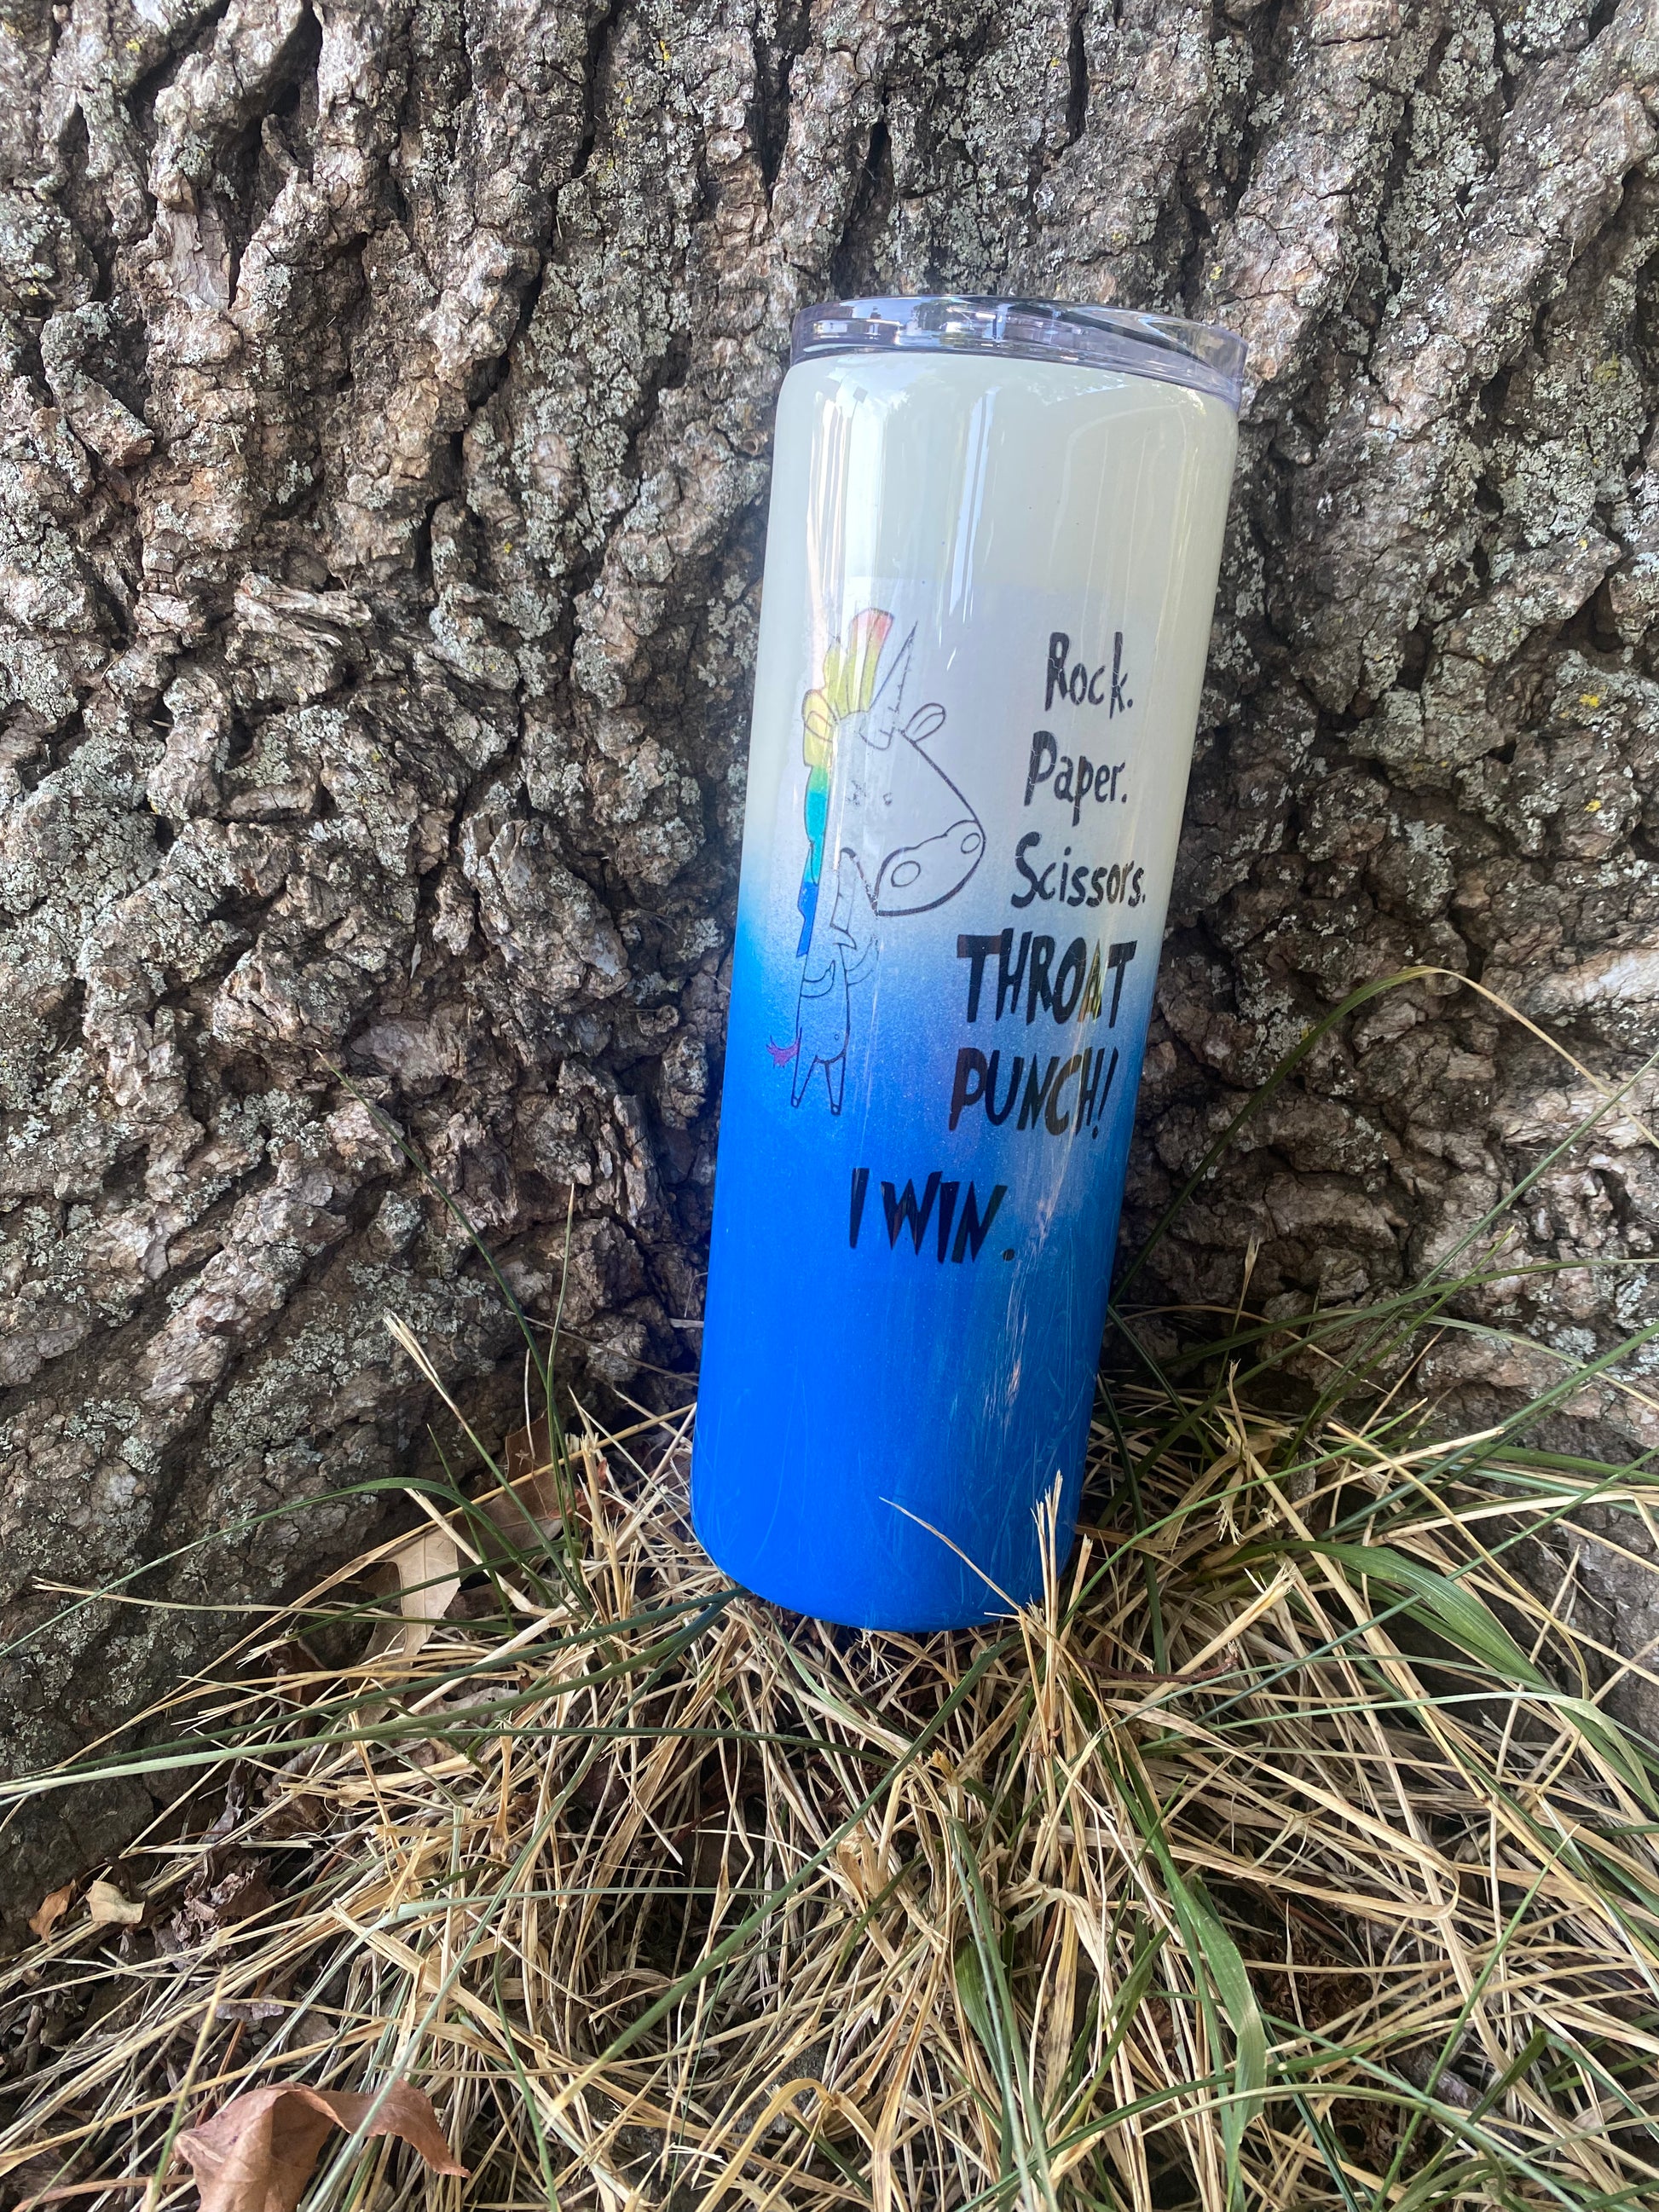 Rock.
Paper.
Scissors.
THROAT
PUNCH!
I WIN.